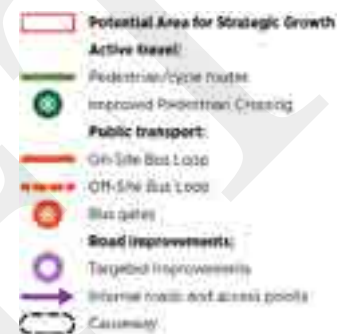 Potential Area for Strategic Growth
Active travel:
Pedestrian/cycle routes
Improved Pedestrian Crossing
Public transport:
On-Site Bus Loop
Off-Site Bus Loop
Bus gates
Road improvements:
Targeted Improvements
Internal roads and access points
Causeway